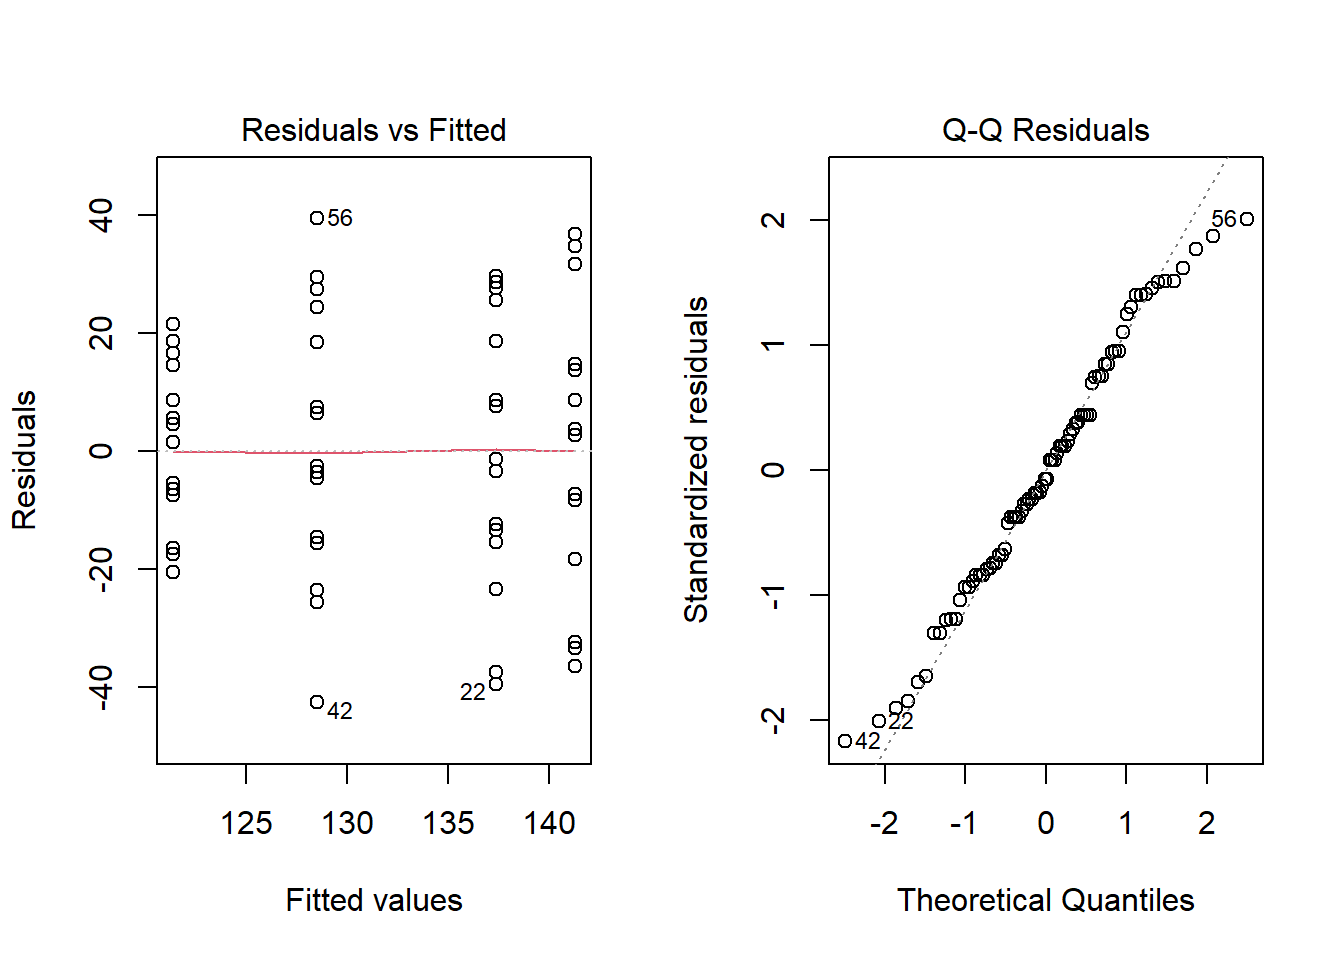 Residuals vs Fitted
Residuals
40
20
0
-20
-40
56
22
42
125 130 135 140
Fitted values
Q-Q Residuals
Standardized residuals
2
1
0
-1
-2
56
22
42
-2 -1 0 1 2
Theoretical Quantiles